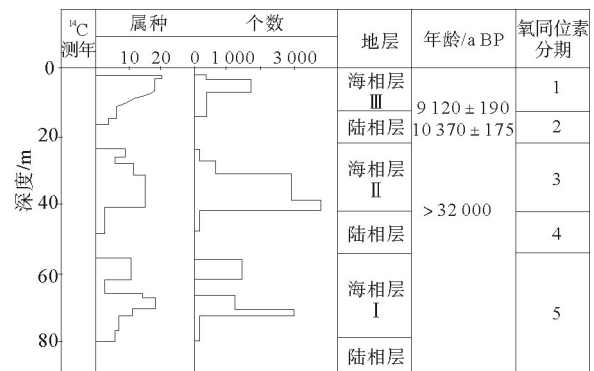 ¹⁴C
测年
属种
10 20
个数
0 1 000 3 000
地层
年龄/a BP
氧同位素
分期
深度/m
0
20
40
60
80
海相层
Ⅲ
陆相层
海相层
Ⅱ
陆相层
海相层
Ⅰ
陆相层
9 120±190
10 370±175
>32 000
1
2
3
4
5